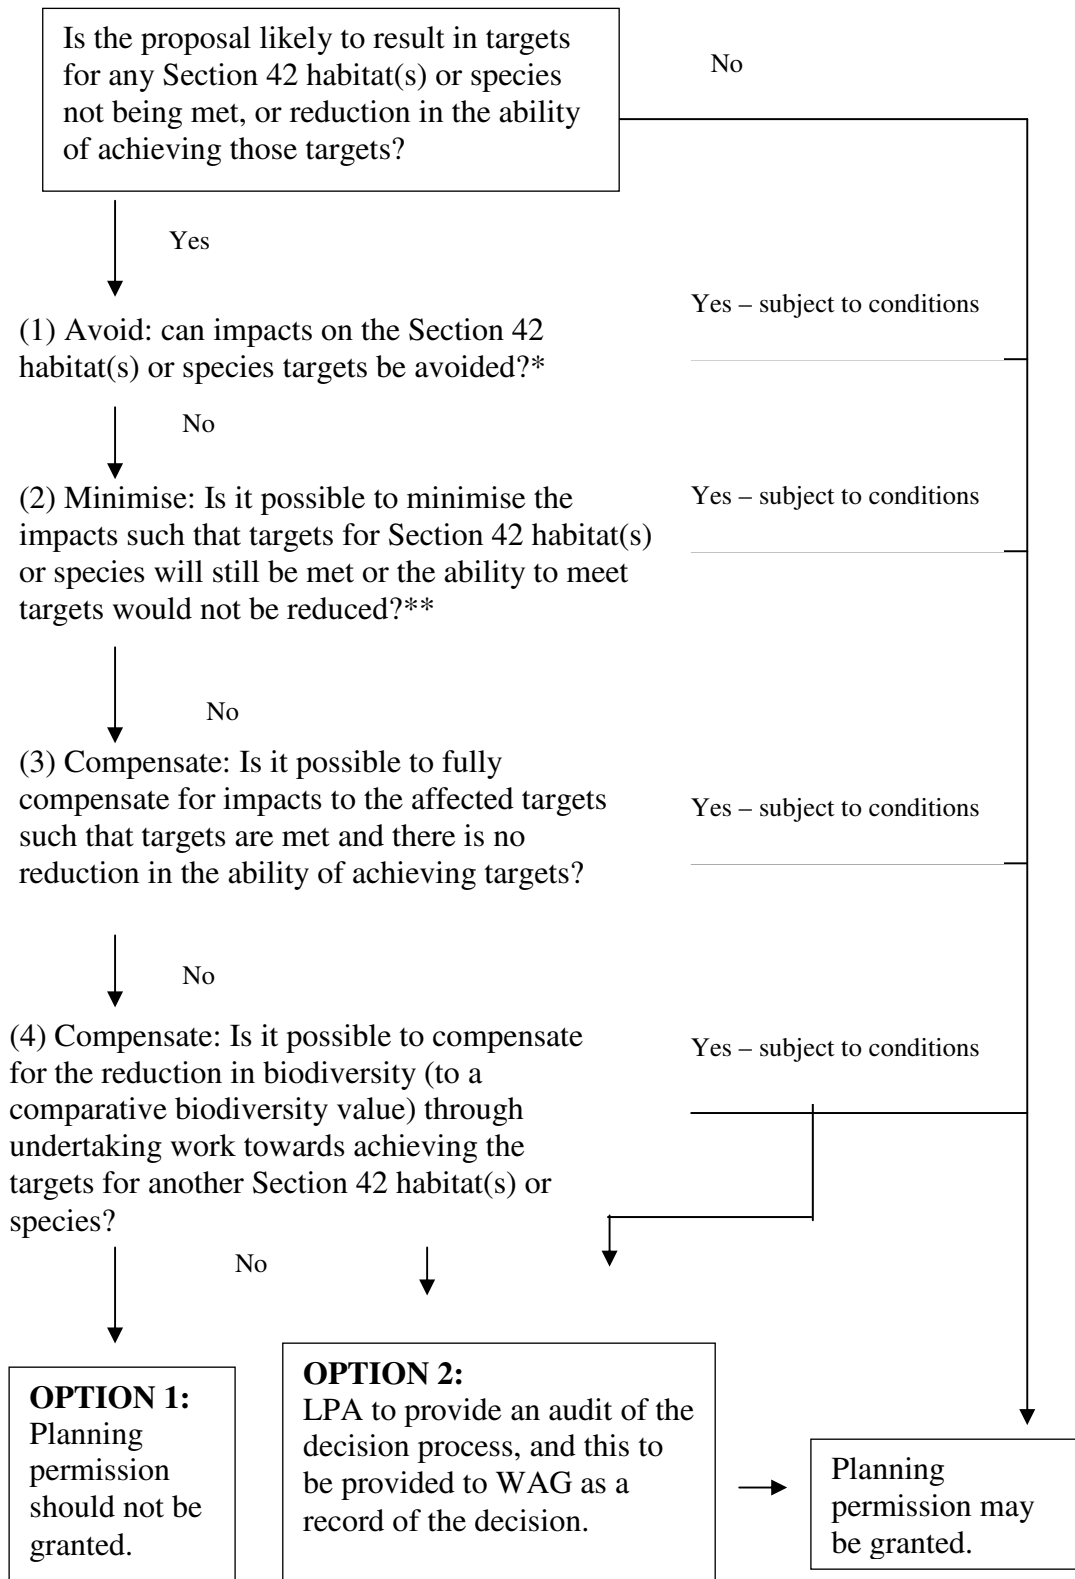 Is the proposal likely to result in targets
for any Section 42 habitat(s) or species
not being met, or reduction in the ability
of achieving those targets?
No
Yes
(1) Avoid: can impacts on the Section 42
habitat(s) or species targets be avoided?*
Yes – subject to conditions
No
(2) Minimise: Is it possible to minimise the
impacts such that targets for Section 42 habitat(s)
or species will still be met or the ability to meet
targets would not be reduced?**
Yes – subject to conditions
No
(3) Compensate: Is it possible to fully
compensate for impacts to the affected targets
such that targets are met and there is no
reduction in the ability of achieving targets?
Yes – subject to conditions
No
(4) Compensate: Is it possible to compensate
for the reduction in biodiversity (to a
comparative biodiversity value) through
undertaking work towards achieving the
targets for another Section 42 habitat(s) or
species?
Yes – subject to conditions
No
OPTION 1:
Planning
permission
should not be
granted.
OPTION 2:
LPA to provide an audit of the
decision process, and this to
be provided to WAG as a
record of the decision.
Planning
permission may
be granted.